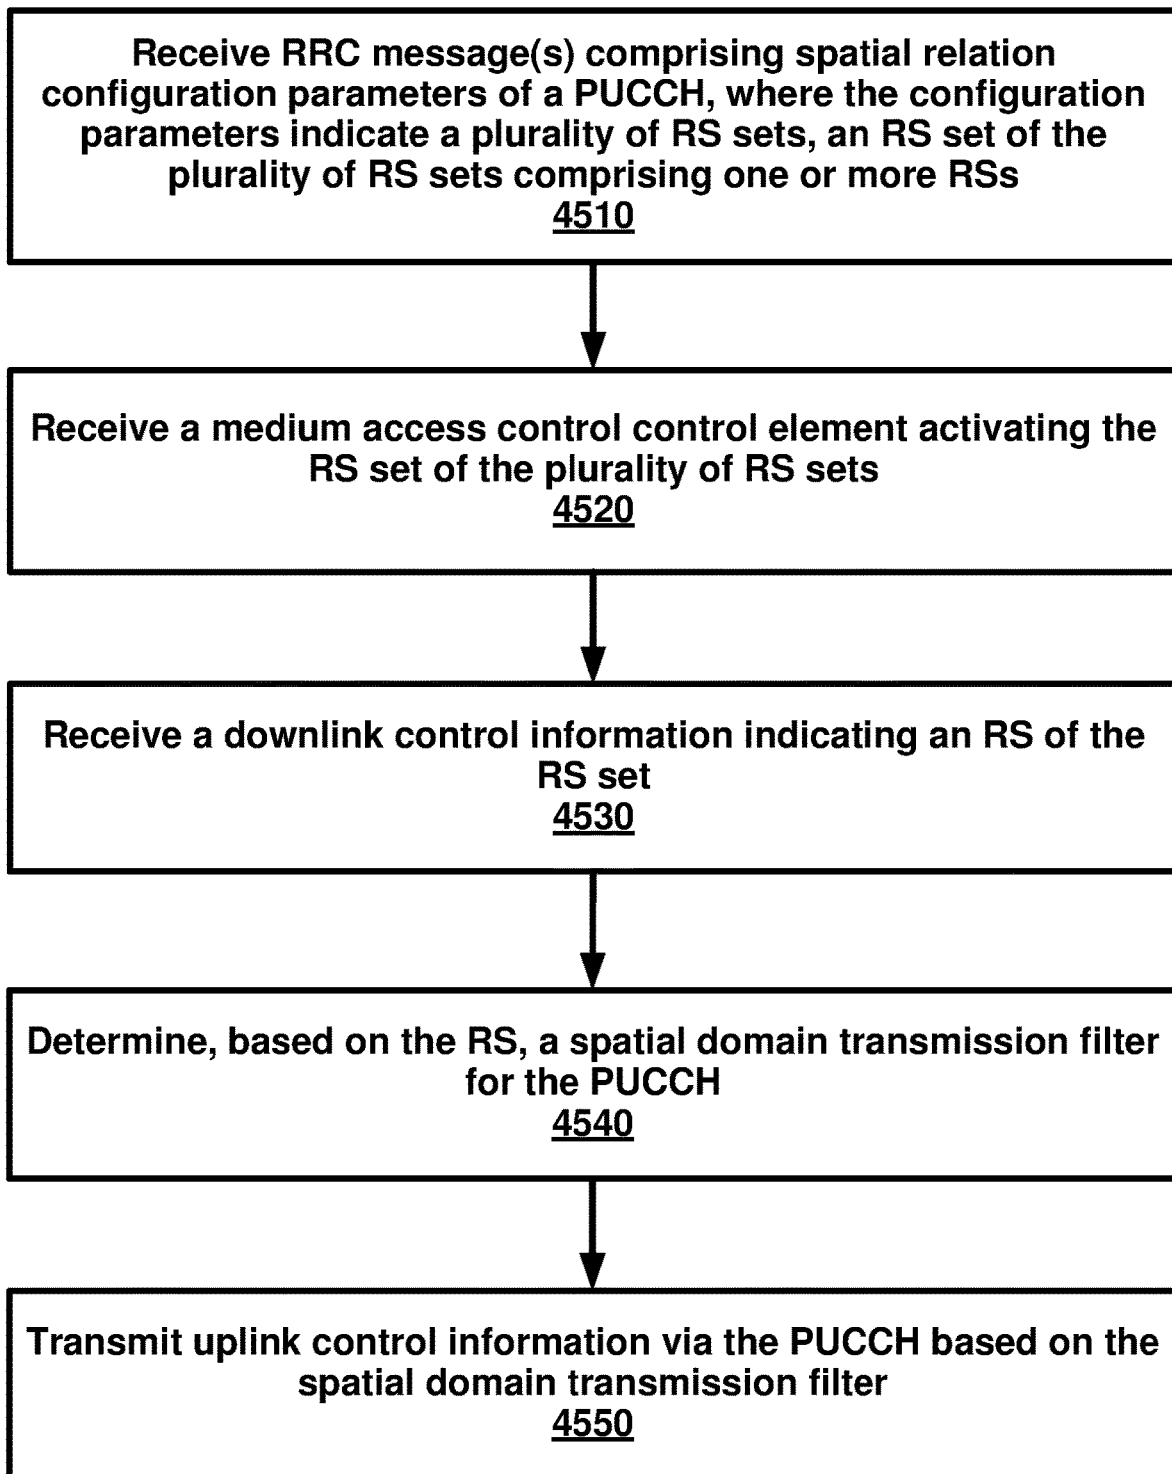 Receive RRC message(s) comprising spatial relation
configuration parameters of a PUCCH, where the configuration
parameters indicate a plurality of RS sets, an RS set of the
plurality of RS sets comprising one or more RSs
4510
Receive a medium access control control element activating the
RS set of the plurality of RS sets
4520
Receive a downlink control information indicating an RS of the
RS set
4530
Determine, based on the RS, a spatial domain transmission filter
for the PUCCH
4540
Transmit uplink control information via the PUCCH based on the
spatial domain transmission filter
4550